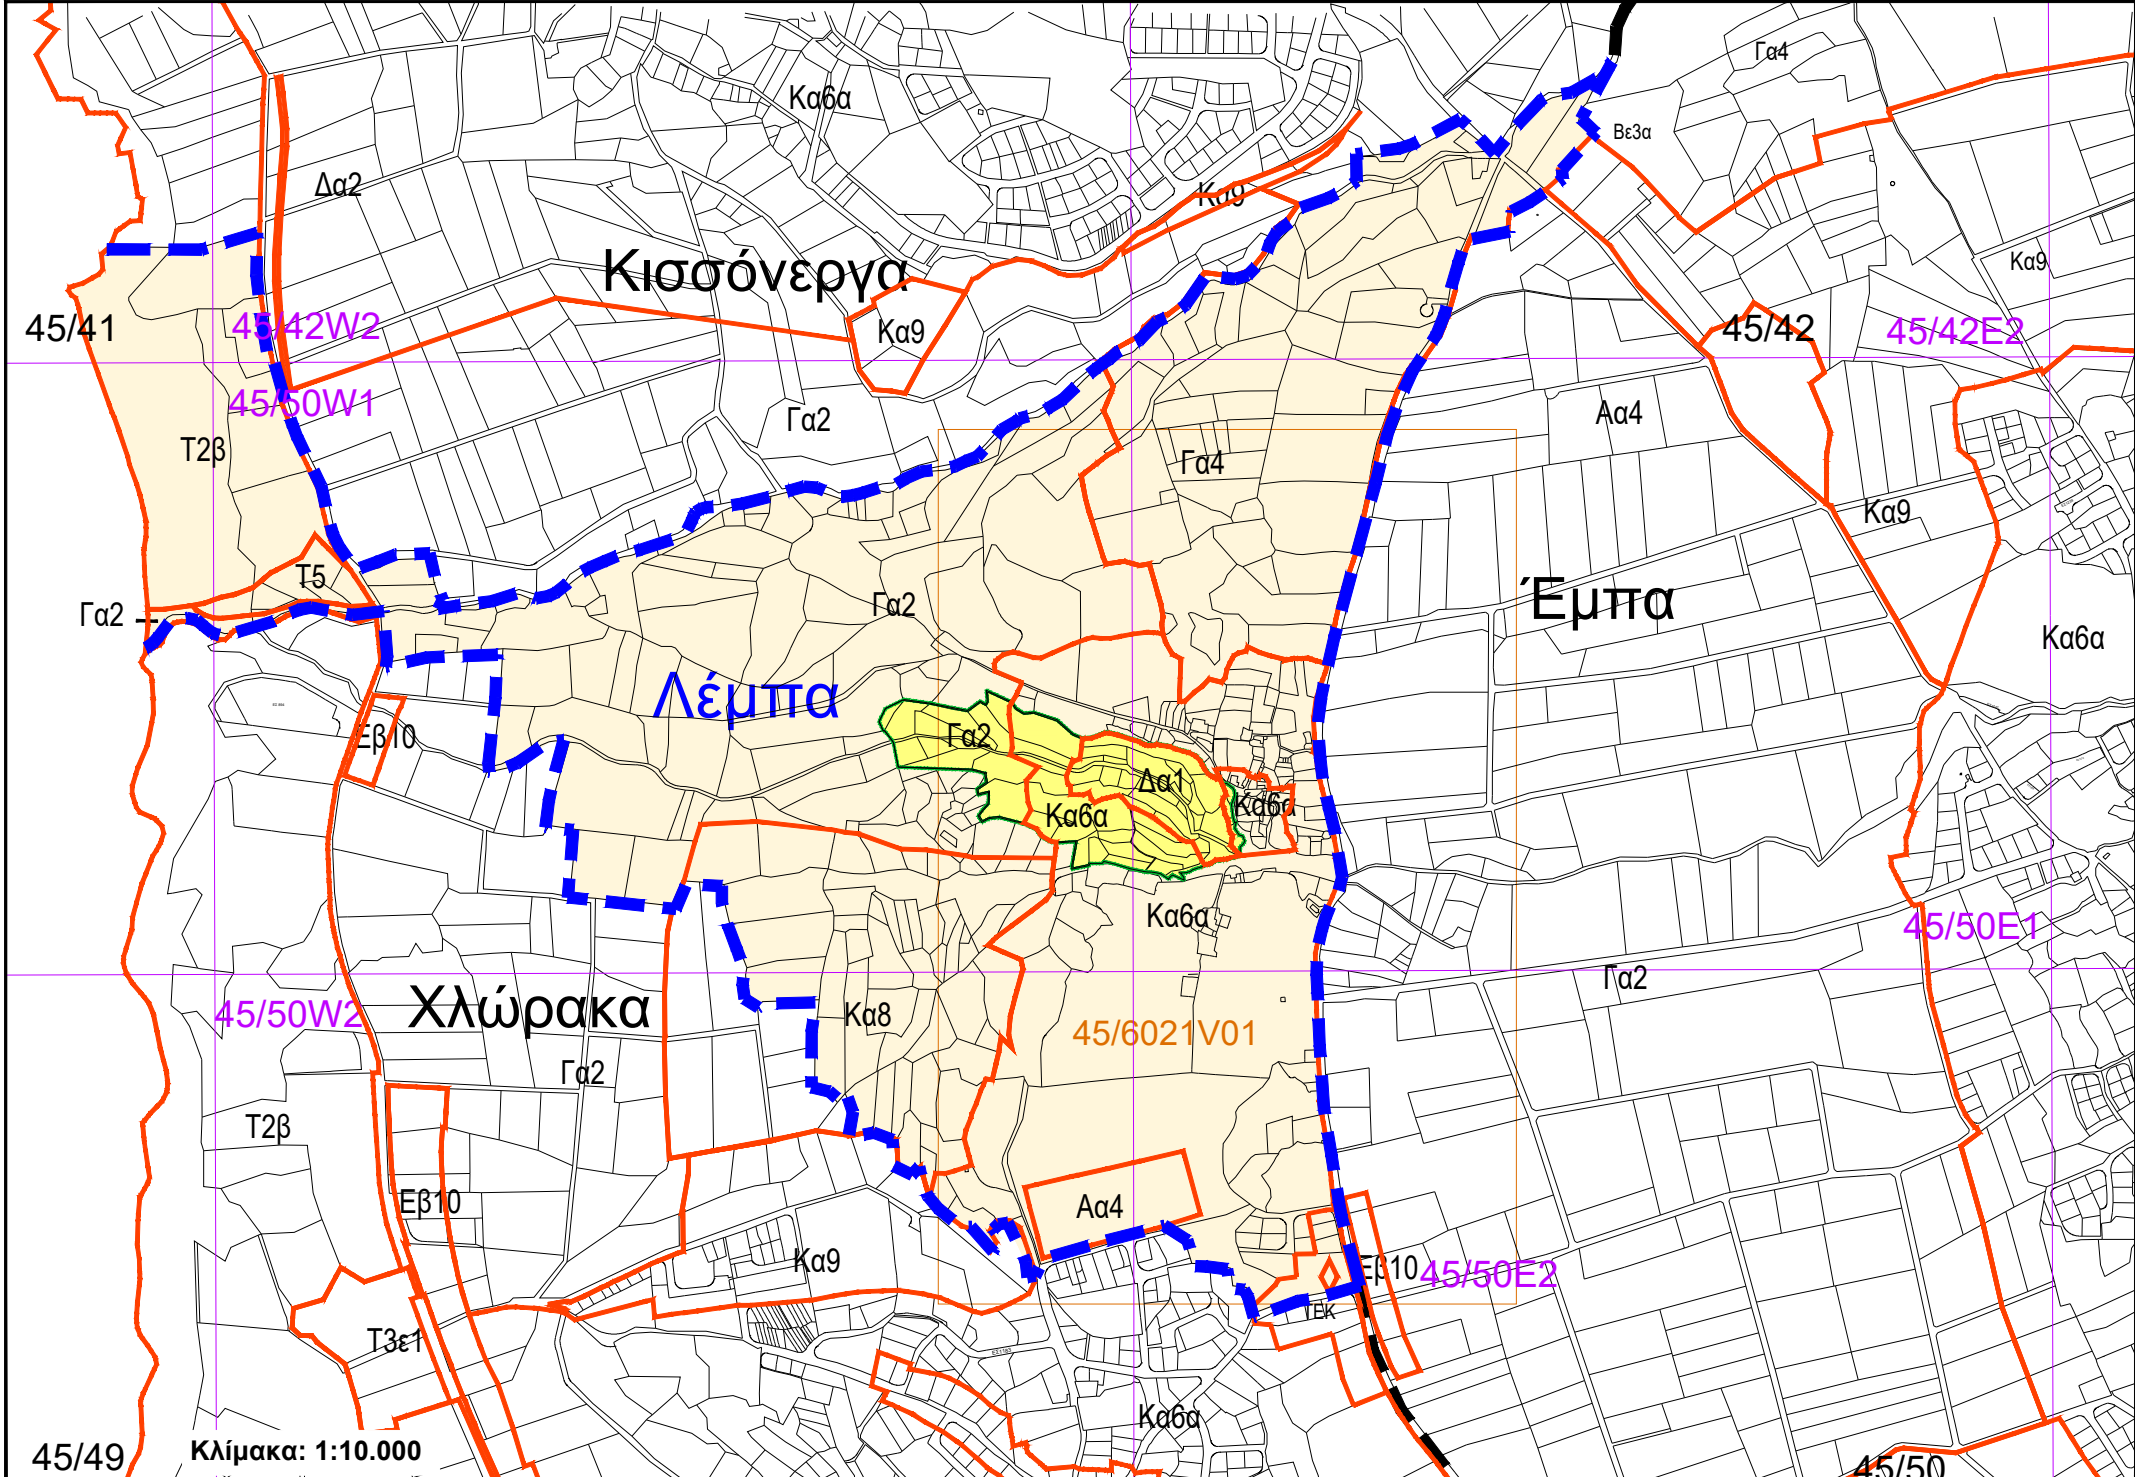 Γα4
Κα6α
Βε3α
Δα2
Κα9
Κισσόνεργα
Κα9
45/41
45/42W2
Κα9
45/42
45/42E2
45/50W1
Γα2
Αα4
Τ2β
Γα4
Κα9
Τ5
Γα2
Γα2
Έμπα
Κα6α
Λέμπα
Εβ10
Γα2
Δα1
Κα6α
Κα6α
Κα6α
45/50E1
Γα2
45/50W2
Χλώρακα
Κα8
45/6021V01
Γα2
Τ2β
Εβ10
Αα4
Κα9
Εβ10
45/50E2
ΤΕΚ
Τ3ε1
Κα6α
45/49
Κλίμακα: 1:10.000
45/50